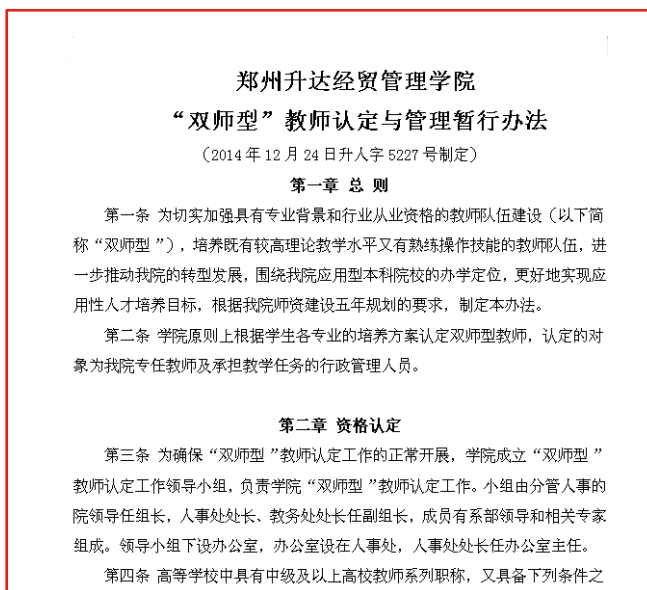 郑州升达经贸管理学院
“双师型”教师认定与管理暂行办法
（2014年12月24日升人字5227号制定）
第一章 总 则
第一条 为切实加强具有专业背景和行业从业资格的教师队伍建设（以下简
称“双师型”），培养既有较高理论教学水平又有熟练操作技能的教师队伍，进
一步推动我院的转型发展，围绕我院应用型本科院校的办学定位，更好地实现应
用性人才培养目标，根据我院师资建设五年规划的要求，制定本办法。
第二条 学院原则上根据学生各专业的培养方案认定双师型教师，认定的对
象为我院专任教师及承担教学任务的行政管理人员。
第二章 资格认定
第三条 为确保“双师型”教师认定工作的正常开展，学院成立“双师型”
教师认定工作领导小组，负责学院“双师型”教师认定工作。小组由分管人事的
院领导任组长，人事处处长、教务处处长任副组长，成员有系部领导和相关专家
组成。领导小组下设办公室，办公室设在人事处，人事处处长任办公室主任。
第四条 高等学校中具有中级及以上高校教师系列职称，又具备下列条件之